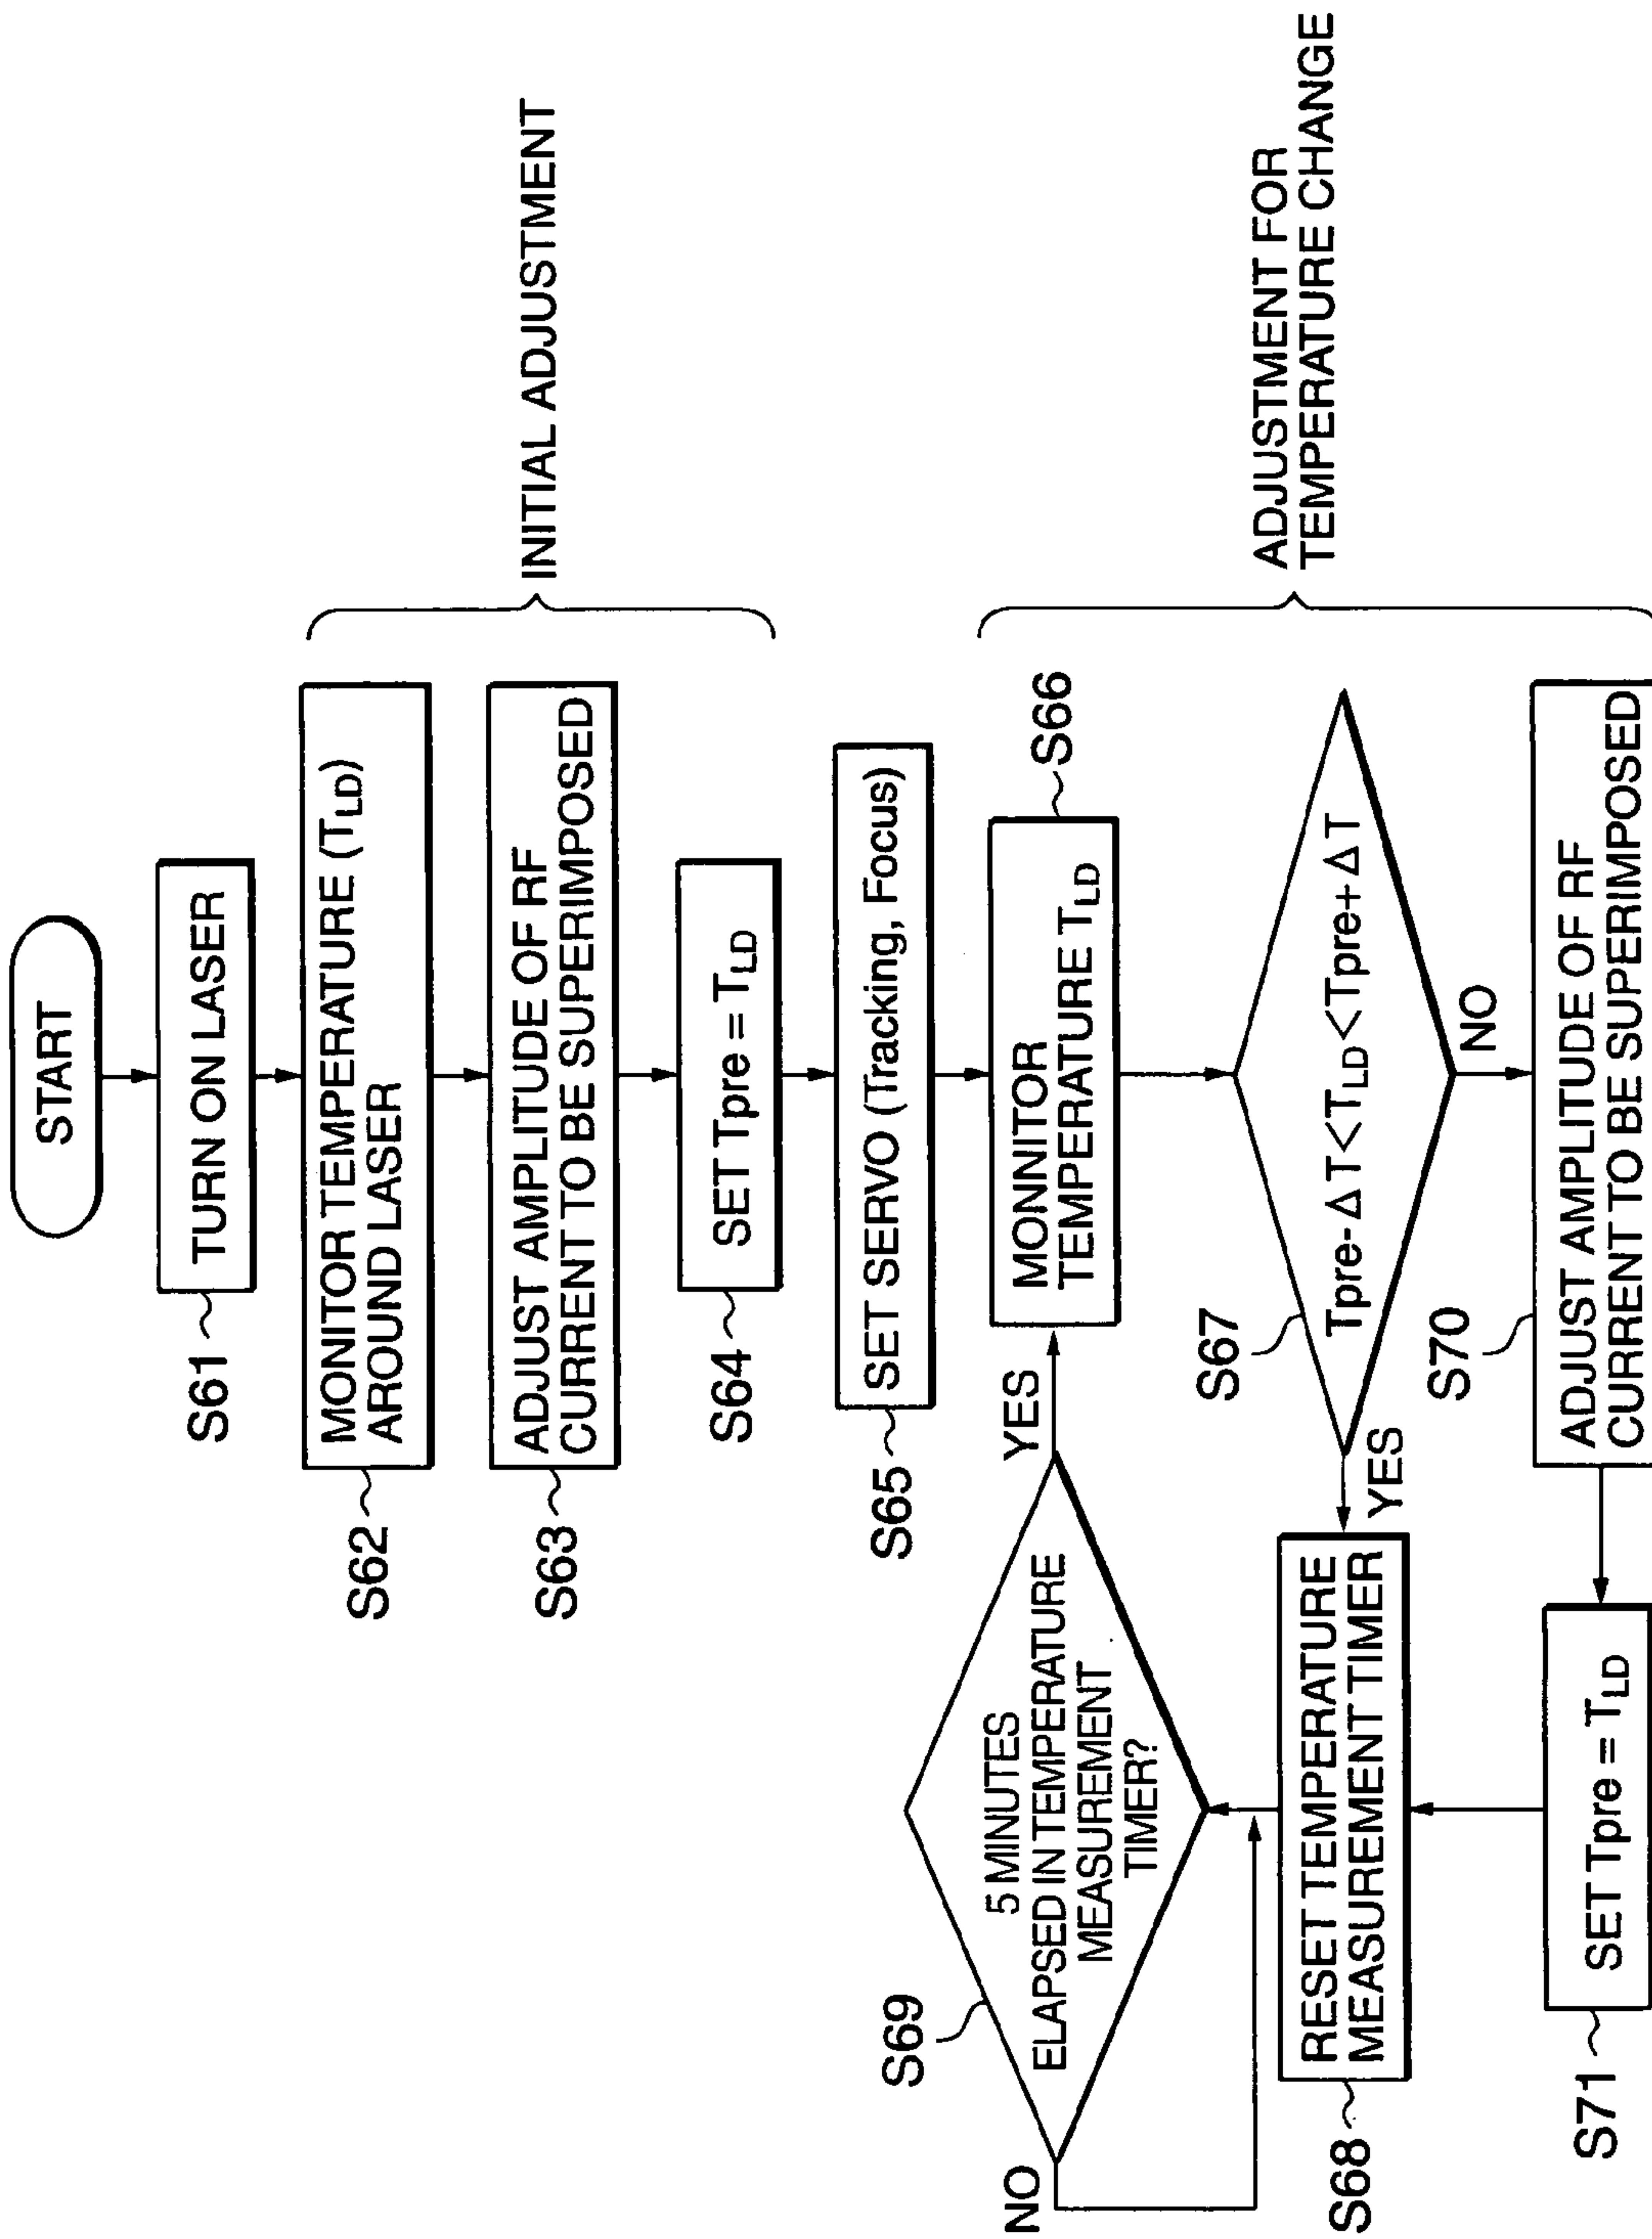 START
S61
TURN ON LASER
S62
MONITOR TEMPERATURE (TLD)
AROUND LASER
S63
ADJUST AMPLITUDE OF RF
CURRENT TO BE SUPERIMPOSED
S64
SET Tpre = TLD
INITIAL ADJUSTMENT
S65
SET SERVO (Tracking, Focus)
S66
MONNITOR
TEMPERATURE TLD
S67
Tpre-ΔT<TLD<Tpre+ΔT
YES
NO
S70
ADJUST AMPLITUDE OF RF
CURRENT TO BE SUPERIMPOSED
ADJUSTMENT FOR
TEMPERATURE CHANGE
S71
SET Tpre = TLD
S68
RESET TEMPERATURE
MEASUREMENT TIMER
S69
5 MINUTES
ELAPSED IN TEMPERATURE
MEASUREMENT
TIMER?
YES
NO